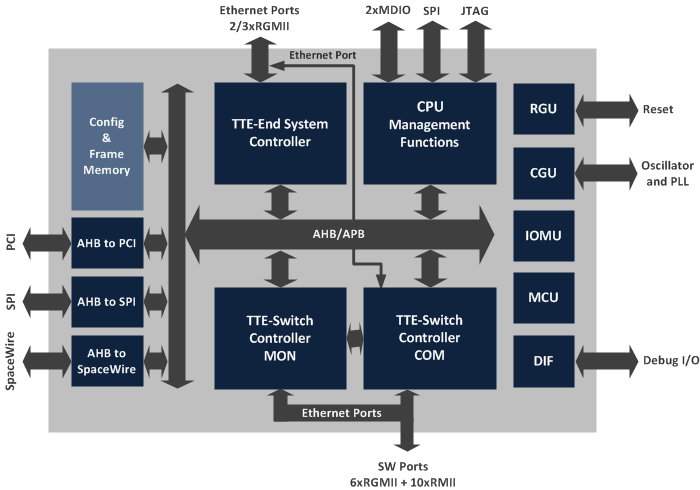 Ethernet Ports
2/3xRGMII
2xMDIO
SPI
JTAG
Ethernet Port
Config
&
Frame
Memory
TTE-End System
Controller
CPU
Management
Functions
RGU
Reset
CGU
Oscillator
and PLL
PCI
AHB to PCI
AHB/APB
IOMU
SPI
AHB to SPI
TTE-Switch
Controller
MON
TTE-Switch
Controller
COM
MCU
SpaceWire
AHB to
SpaceWire
DIF
Debug I/O
Ethernet Ports
SW Ports
6xRGMII + 10xRMII